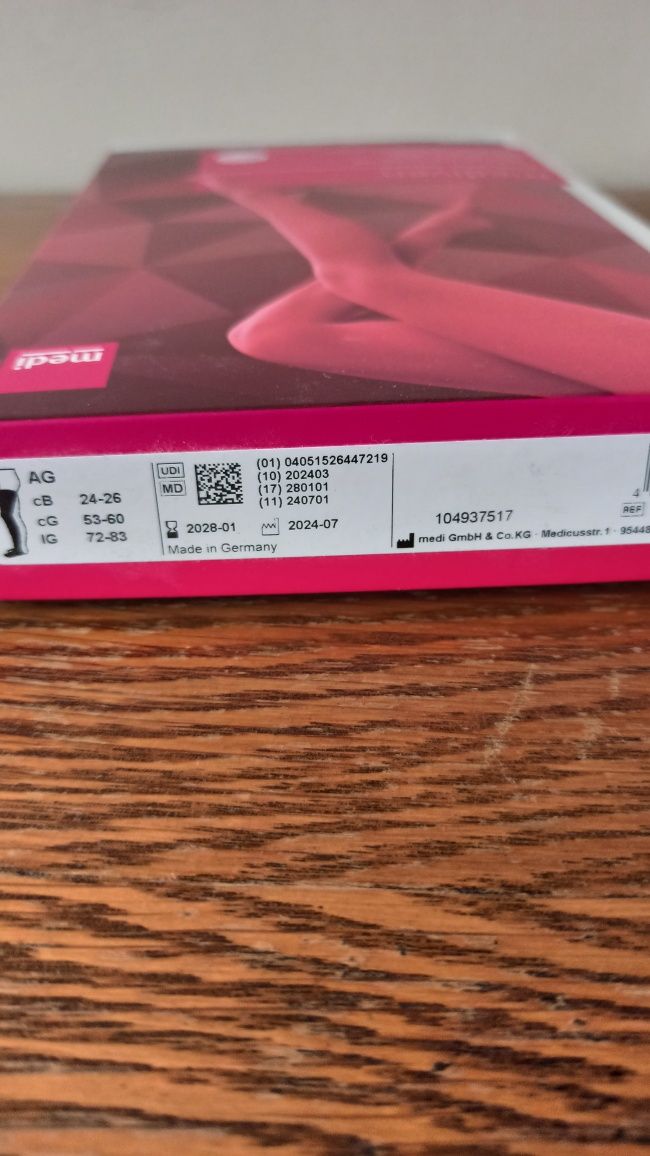 medi
AG
cB 24-26
cG 53-60
lG 72-83
UDI
MD
(01) 04051526447219
(10) 202403
(17) 280101
(11) 240701
2028-01 2024-07
Made in Germany
104937517
4
REF
medi GmbH & Co.KG · Medicusstr. 1 · 95448